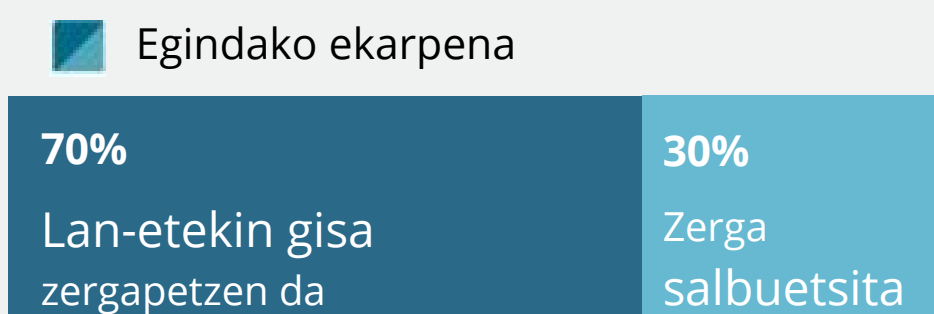 Egindako ekarpena
70%
Lan-etekin gisa
zergapetzen da
30%
Zerga
salbuetsita